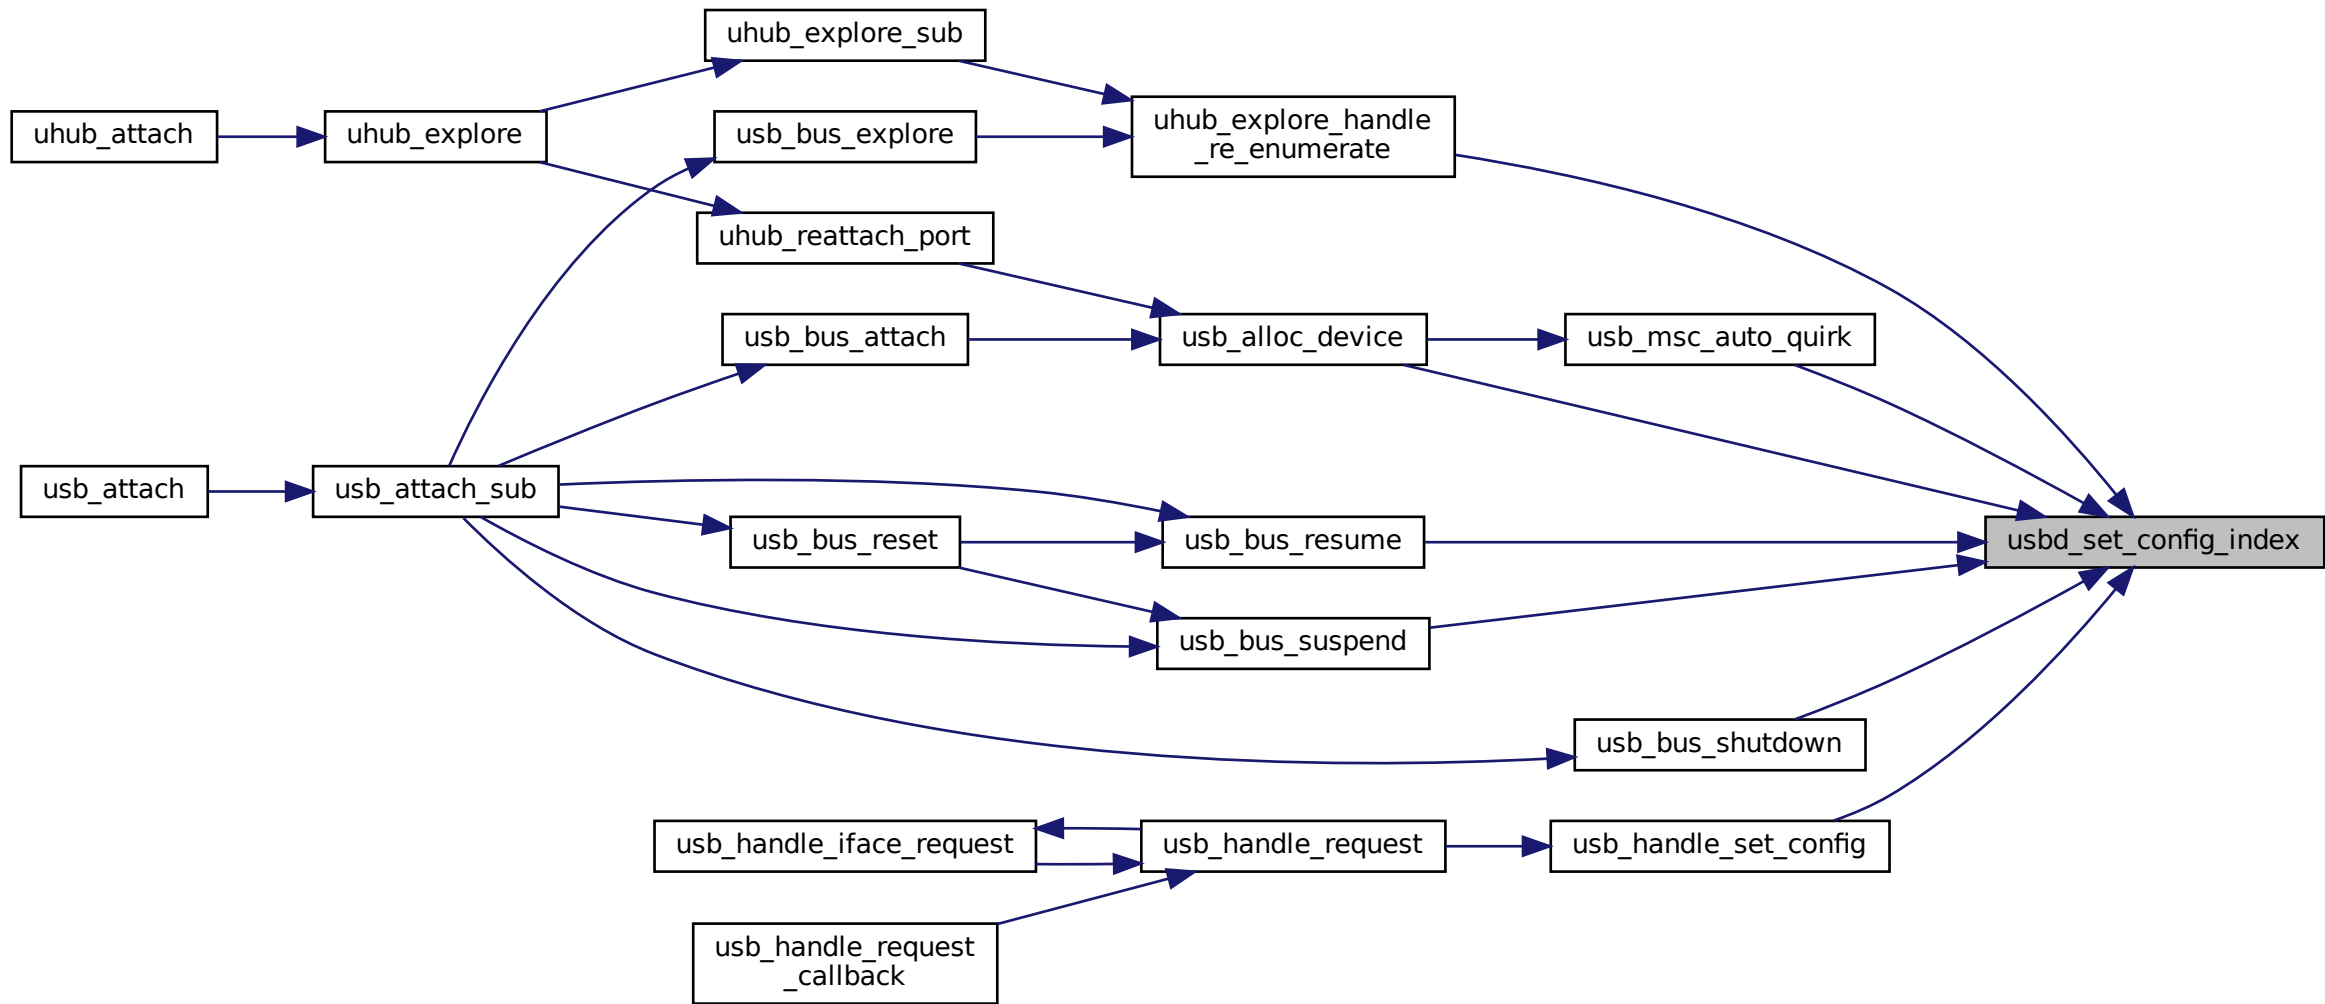 uhub_explore_sub
uhub_attach
uhub_explore
usb_bus_explore
uhub_explore_handle
_re_enumerate
uhub_reattach_port
usb_bus_attach
usb_alloc_device
usb_msc_auto_quirk
usb_attach
usb_attach_sub
usb_bus_reset
usb_bus_resume
usbd_set_config_index
usb_bus_suspend
usb_bus_shutdown
usb_handle_iface_request
usb_handle_request
usb_handle_set_config
usb_handle_request
_callback